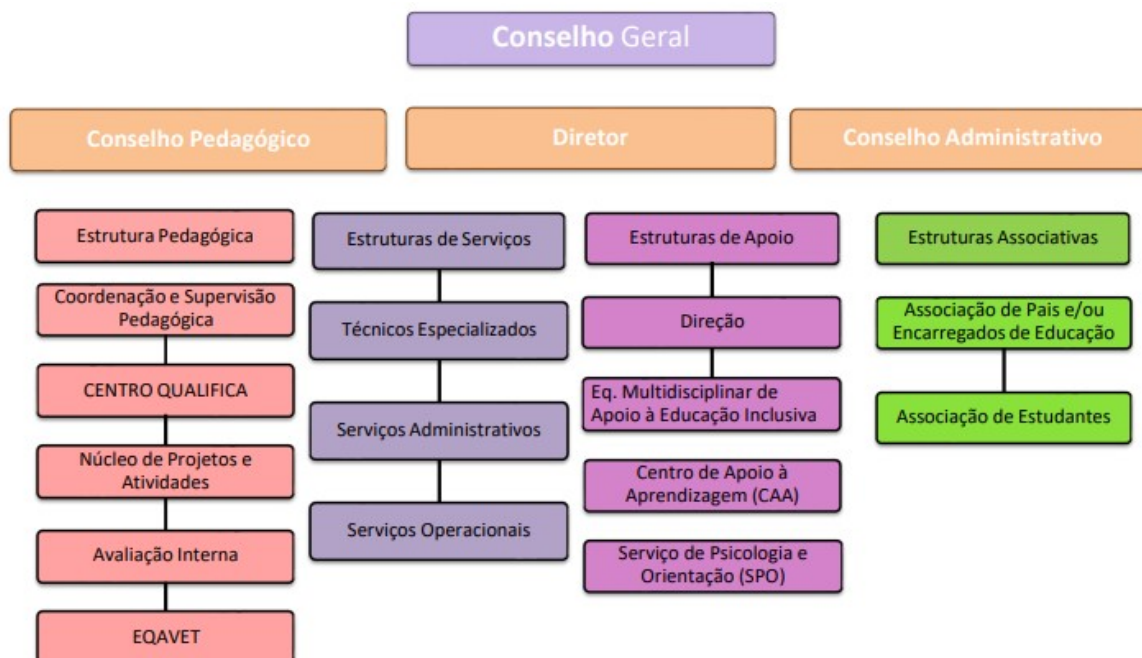 Conselho Geral
Conselho Pedagógico
Diretor
Conselho Administrativo
Estrutura Pedagógica
Coordenação e Supervisão
Pedagógica
CENTRO QUALIFICA
Núcleo de Projetos e
Atividades
Avaliação Interna
EQAVET
Estruturas de Serviços
Técnicos Especializados
Serviços Administrativos
Serviços Operacionais
Estruturas de Apoio
Direção
Eq. Multidisciplinar de
Apoio à Educação Inclusiva
Centro de Apoio à
Aprendizagem (CAA)
Serviço de Psicologia e
Orientação (SPO)
Estruturas Associativas
Associação de Pais e/ou
Encarregados de Educação
Associação de Estudantes